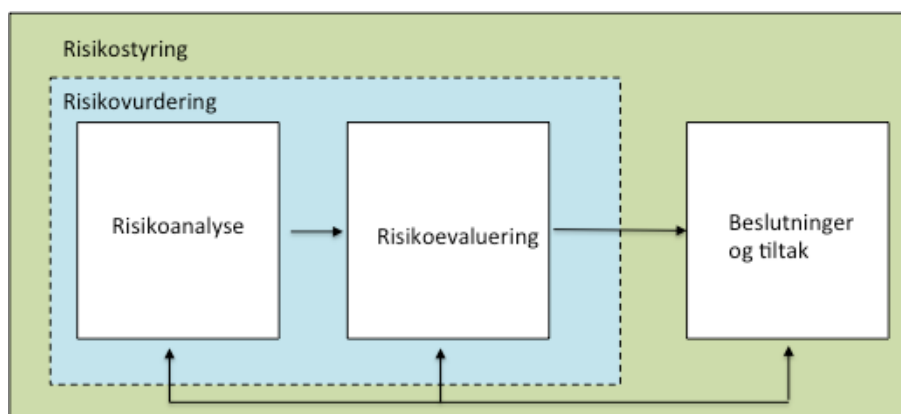 Risikostyring
Risikovurdering
Risikoanalyse
Risikoevaluering
Beslutninger
og tiltak